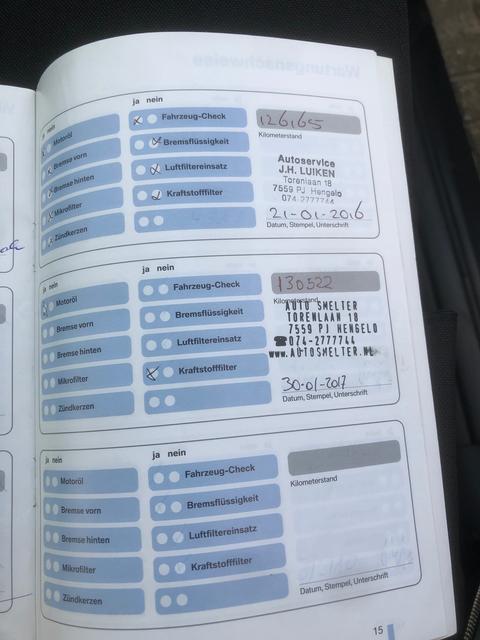 ja nein
Motoröl
Bremse vorn
Bremse hinten
Mikrofilter
Zündkerzen
ja nein
Fahrzeug-Check
Bremsflüssigkeit
Luftfiltereinsatz
Kraftstofffilter
126165
Kilometerstand
Autoservice
J.H. LUIKEN
Torenlaan 18
7559 PJ Hengelo
074-2777744
21-01-2016
Datum, Stempel, Unterschrift
ja nein
Motoröl
Bremse vorn
Bremse hinten
Mikrofilter
Zündkerzen
ja nein
Fahrzeug-Check
Bremsflüssigkeit
Luftfiltereinsatz
Kraftstofffilter
130522
Kilometerstand
AUTO SMELTER
TORENLAAN 18
7559 PJ HENGELO
☎074-2777744
www.AUTOSMELTER.NL
30-01-2017
Datum, Stempel, Unterschrift
ja nein
Motoröl
Bremse vorn
Bremse hinten
Mikrofilter
Zündkerzen
ja nein
Fahrzeug-Check
Bremsflüssigkeit
Luftfiltereinsatz
Kraftstofffilter
Kilometerstand
Datum, Stempel, Unterschrift
15